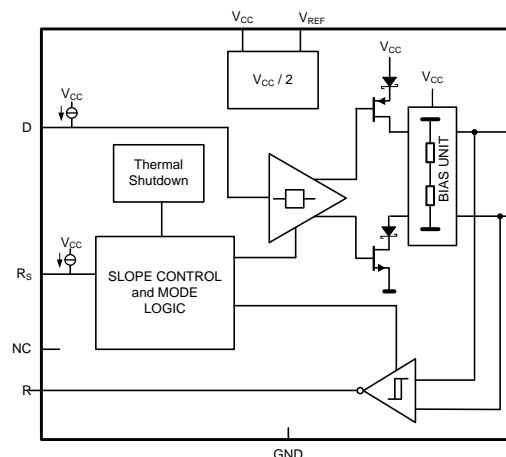 VCC
VREF
VCC / 2
VCC
VCC
VCC
D
Thermal
Shutdown
BIAS UNIT
VCC
RS
SLOPE CONTROL
and MODE
LOGIC
NC
R
GND